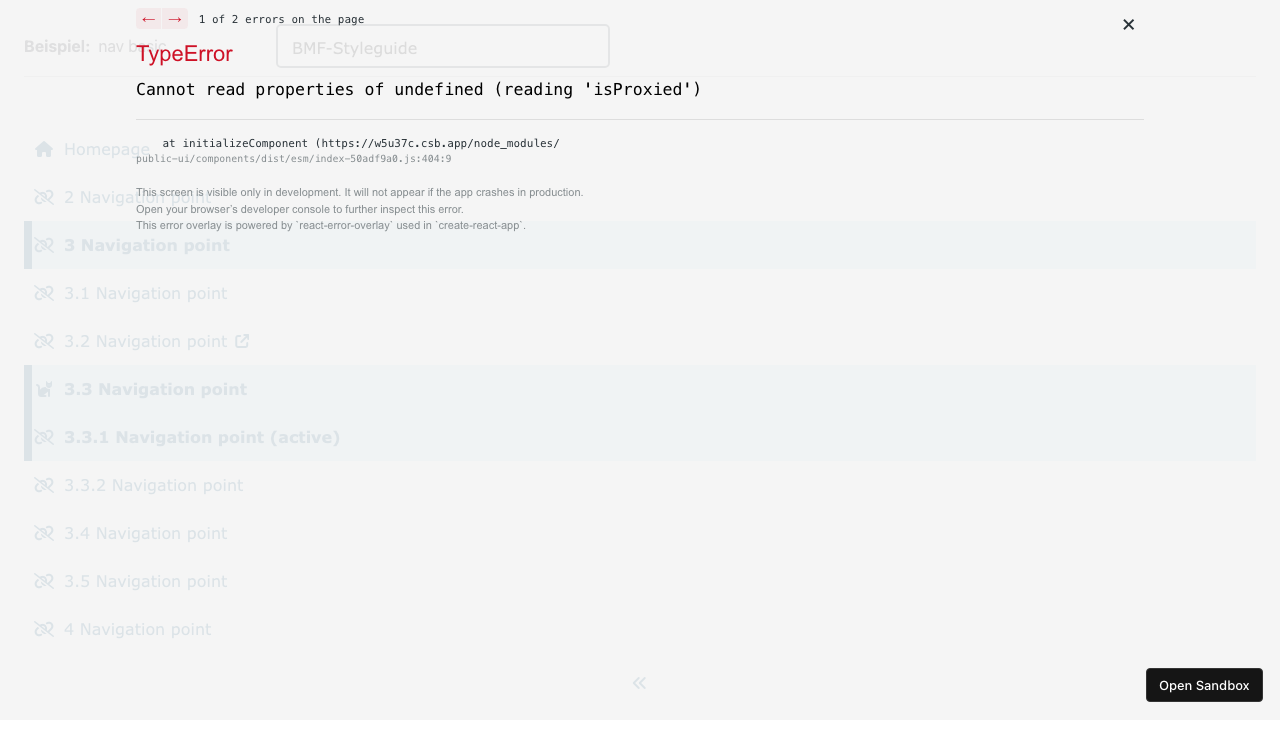 ← → 1 of 2 errors on the page
Beispiel: nav basic
BMF-Styleguide
TypeError
Cannot read properties of undefined (reading 'isProxied')
at initializeComponent (https://w5u37c.csb.app/node_modules/
public-ui/components/dist/esm/index-50adf9a0.js:404:9
Homepage
This screen is visible only in development. It will not appear if the app crashes in production.
2 Navigation point
Open your browser’s developer console to further inspect this error.
This error overlay is powered by `react-error-overlay` used in `create-react-app`.
3 Navigation point
3.1 Navigation point
3.2 Navigation point
3.3 Navigation point
3.3.1 Navigation point (active)
3.3.2 Navigation point
3.4 Navigation point
3.5 Navigation point
4 Navigation point
Open Sandbox